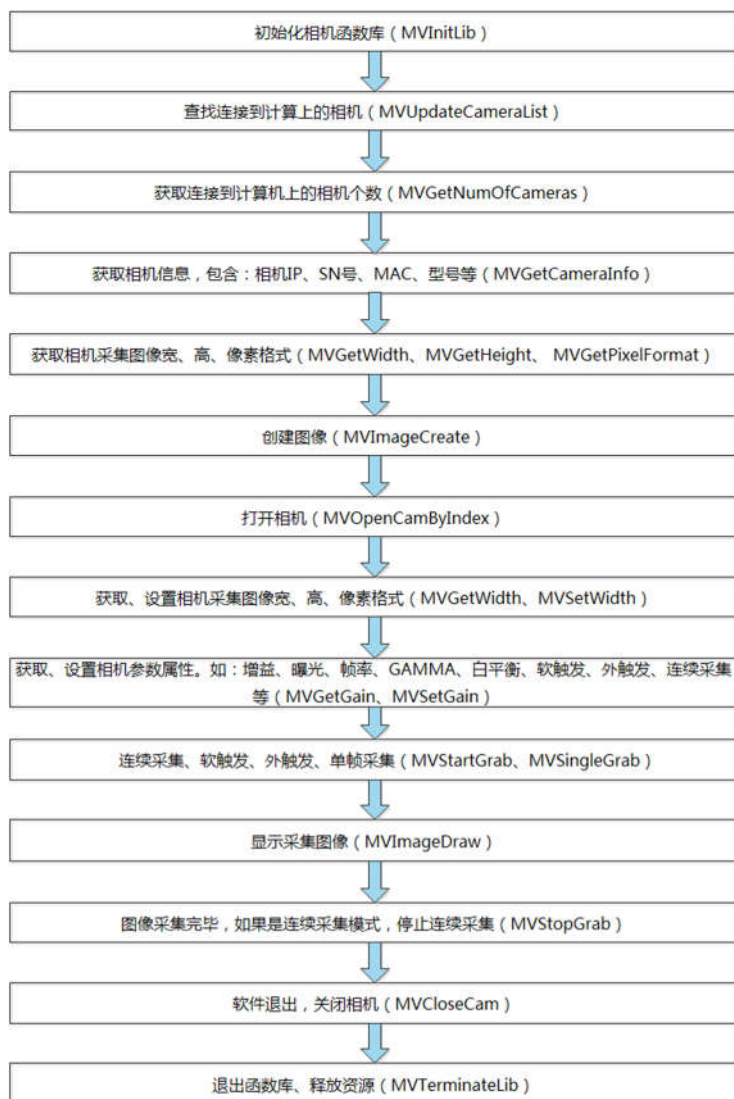 初始化相机函数库（MVInitLib）
查找连接到计算上的相机（MVUpdateCameraList）
获取连接到计算机上的相机个数（MVGetNumOfCameras）
获取相机信息，包含：相机IP、SN号、MAC、型号等（MVGetCameraInfo）
获取相机采集图像宽、高、像素格式（MVGetWidth、MVGetHeight、 MVGetPixelFormat）
创建图像（MVImageCreate）
打开相机（MVOpenCamByIndex）
获取、设置相机采集图像宽、高、像素格式（MVGetWidth、MVSetWidth）
获取、设置相机参数属性。如：增益、曝光、帧率、GAMMA、白平衡、软触发、外触发、连续采集
等（MVGetGain、MVSetGain）
连续采集、软触发、外触发、单帧采集（MVStartGrab、MVSingleGrab）
显示采集图像（MVImageDraw）
图像采集完毕，如果是连续采集模式，停止连续采集（MVStopGrab）
软件退出，关闭相机（MVCloseCam）
退出函数库、释放资源（MVTerminateLib）